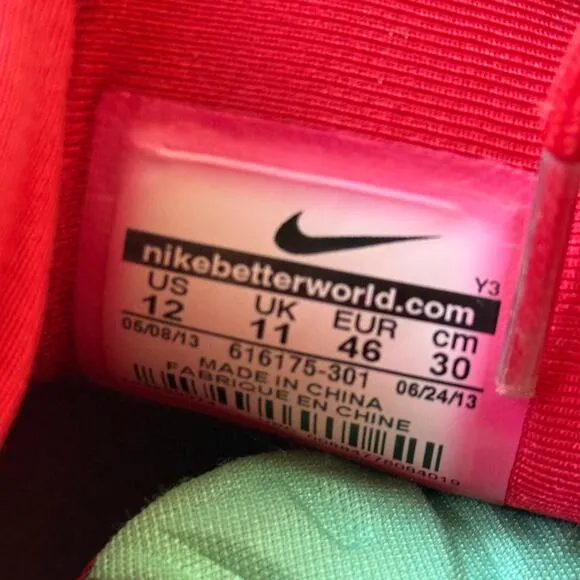 Y3
nikebetterworld.com
US UK EUR cm
12 11 46 30
06/08/13 616175-301 06/24/13
MADE IN CHINA
FABRIQUE EN CHINE